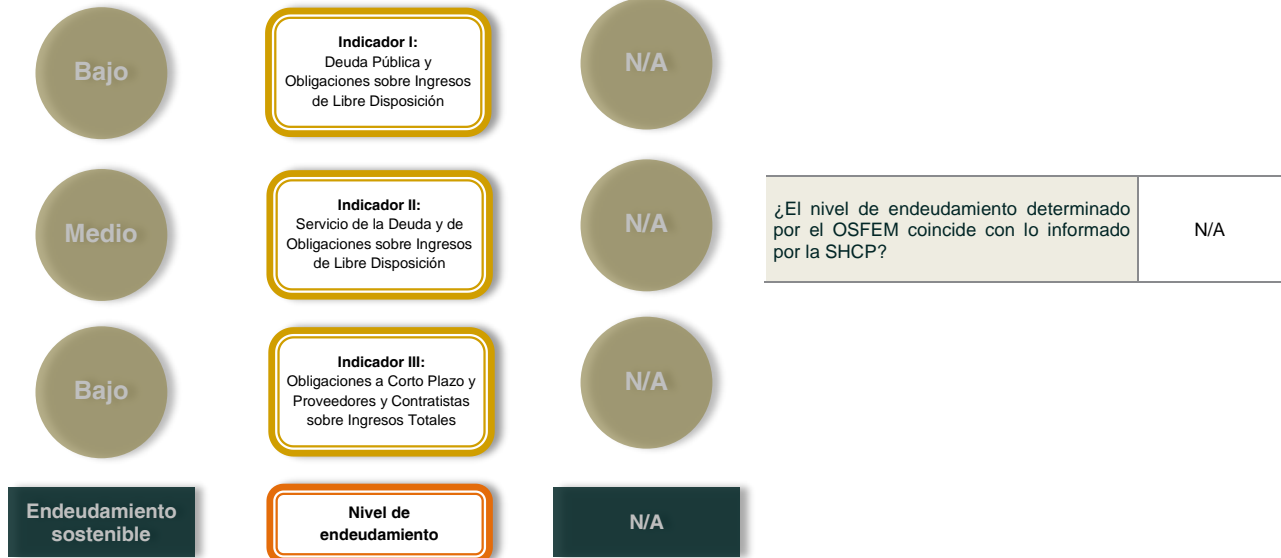 Bajo
Indicador I:
Deuda Pública y
Obligaciones sobre Ingresos
de Libre Disposición
N/A
Medio
Indicador II:
Servicio de la Deuda y de
Obligaciones sobre Ingresos
de Libre Disposición
N/A
¿El nivel de endeudamiento determinado
por el OSFEM coincide con lo informado
por la SHCP?
N/A
Bajo
Indicador III:
Obligaciones a Corto Plazo y
Proveedores y Contratistas
sobre Ingresos Totales
N/A
Endeudamiento
sostenible
Nivel de
endeudamiento
N/A